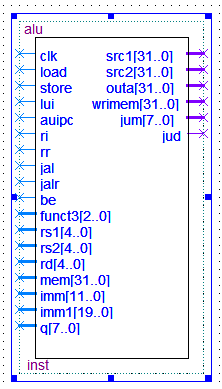 alu
clk src1[31..0]
load src2[31..0]
store outa[31..0]
lui wrimem[31..0]
auipc jum[7..0]
ri jud
rr
jal
jalr
be
funct3[2..0]
rs1[4..0]
rs2[4..0]
rd[4..0]
mem[31..0]
imm[11..0]
imm1[19..0]
q[7..0]
inst